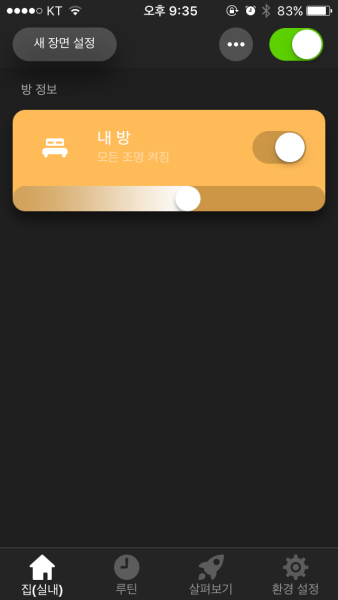 KT 오후 9:35 83%
새 장면 설정
방 정보
내 방
모든 조명 켜짐
집(실내) 루틴 살펴보기 환경 설정